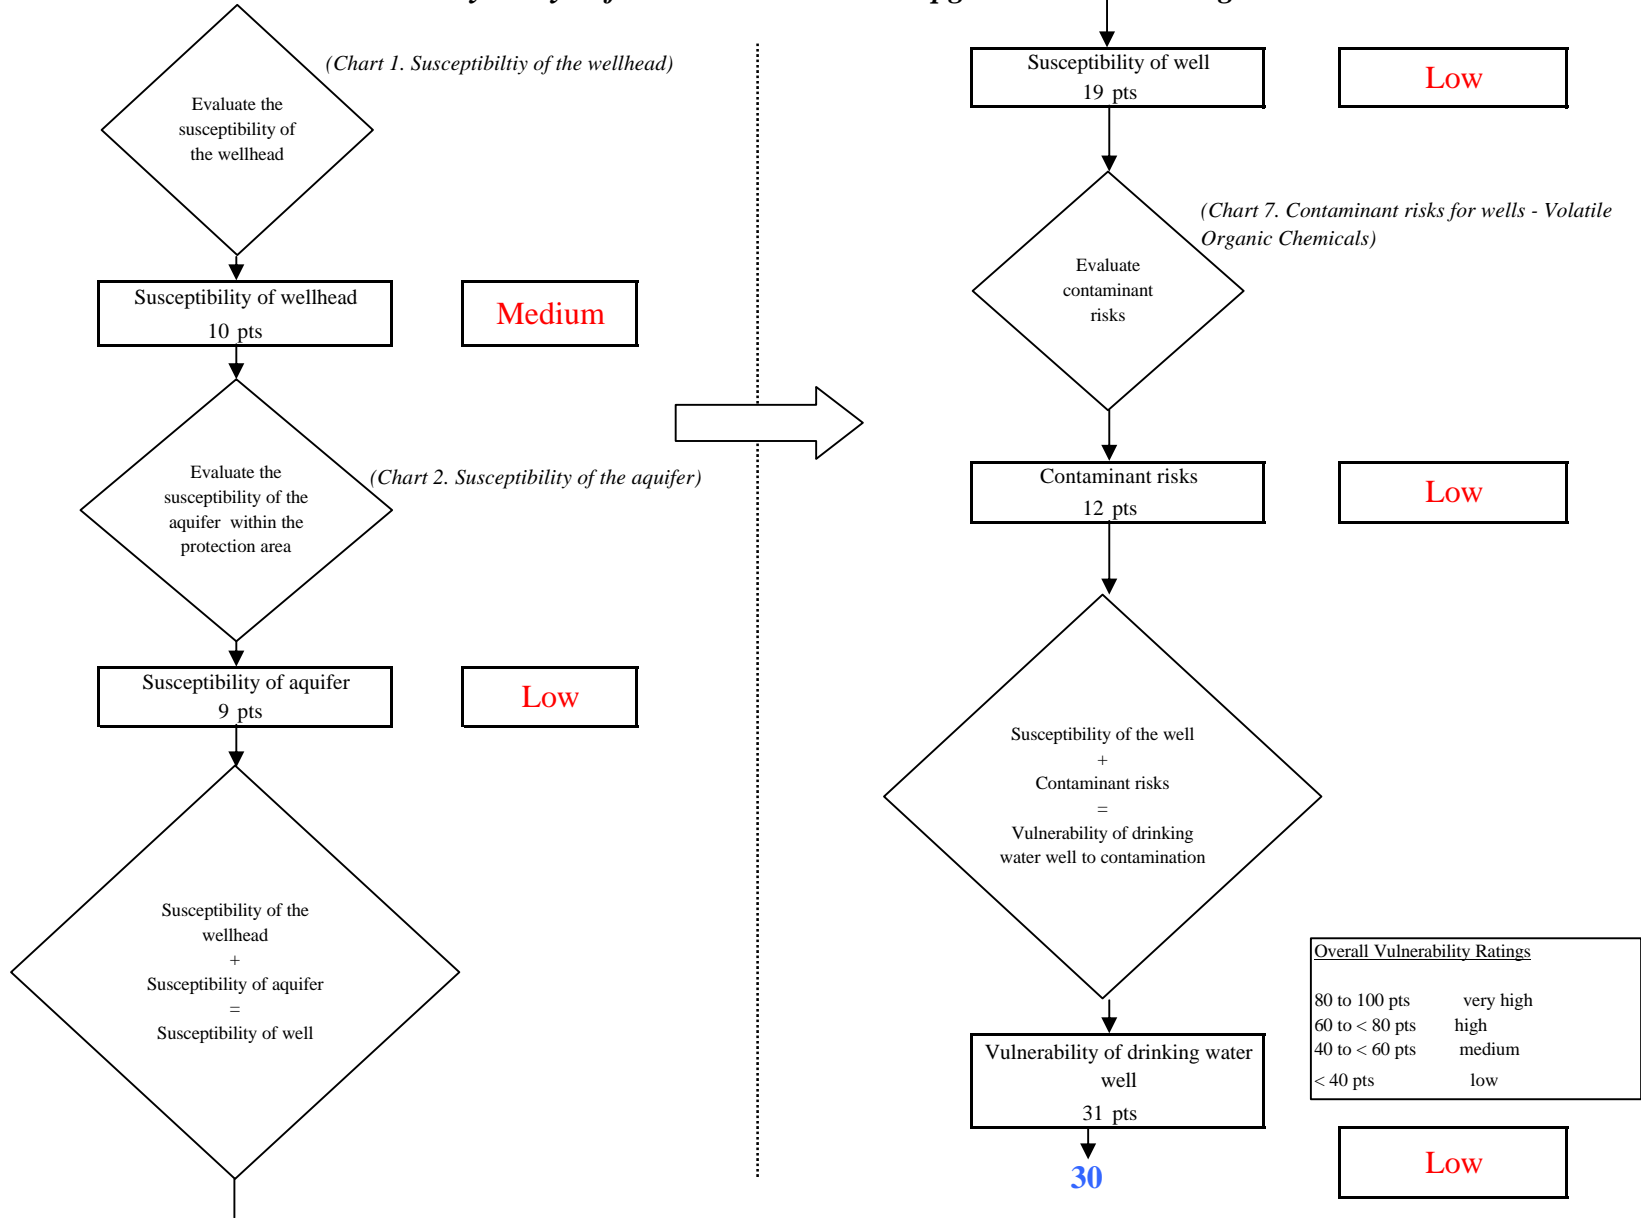 (Chart 1. Susceptibiltiy of the wellhead)
Evaluate the
susceptibility of
the wellhead
Susceptibility of wellhead
10 pts
Medium
Evaluate the
susceptibility of the
aquifer within the
protection area
(Chart 2. Susceptibility of the aquifer)
Susceptibility of aquifer
9 pts
Low
Susceptibility of the
wellhead
+
Susceptibility of aquifer
=
Susceptibility of well
Susceptibility of well
19 pts
Low
(Chart 7. Contaminant risks for wells - Volatile
Organic Chemicals)
Evaluate
contaminant
risks
Contaminant risks
12 pts
Low
Susceptibility of the well
+
Contaminant risks
=
Vulnerability of drinking
water well to contamination
Overall Vulnerability Ratings
80 to 100 pts very high
60 to < 80 pts high
40 to < 60 pts medium
< 40 pts low
Vulnerability of drinking water
well
31 pts
30
Low